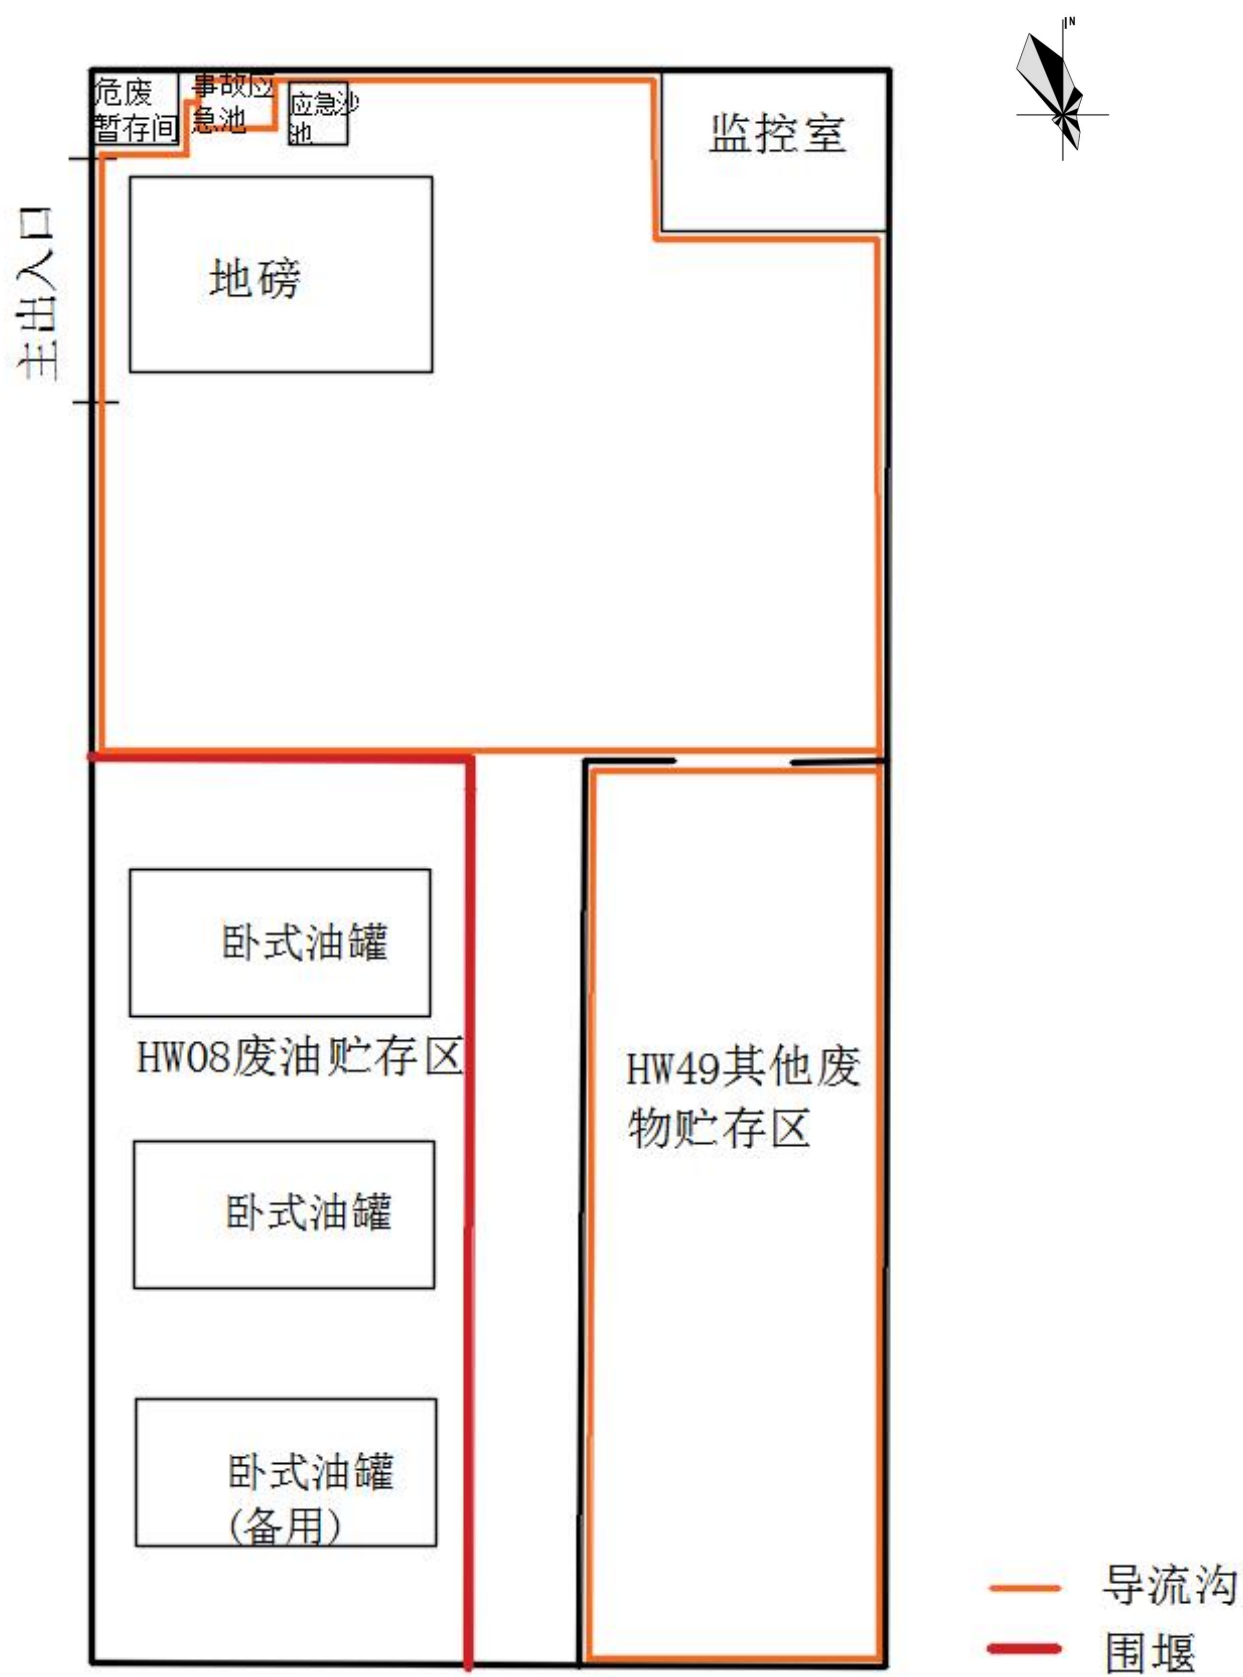 N
危废
暂存间
事故应
急池
应急沙
池
监控室
主出入口
地磅
卧式油罐
HW08废油贮存区
HW49其他废
物贮存区
卧式油罐
卧式油罐
(备用)
导流沟
围堰